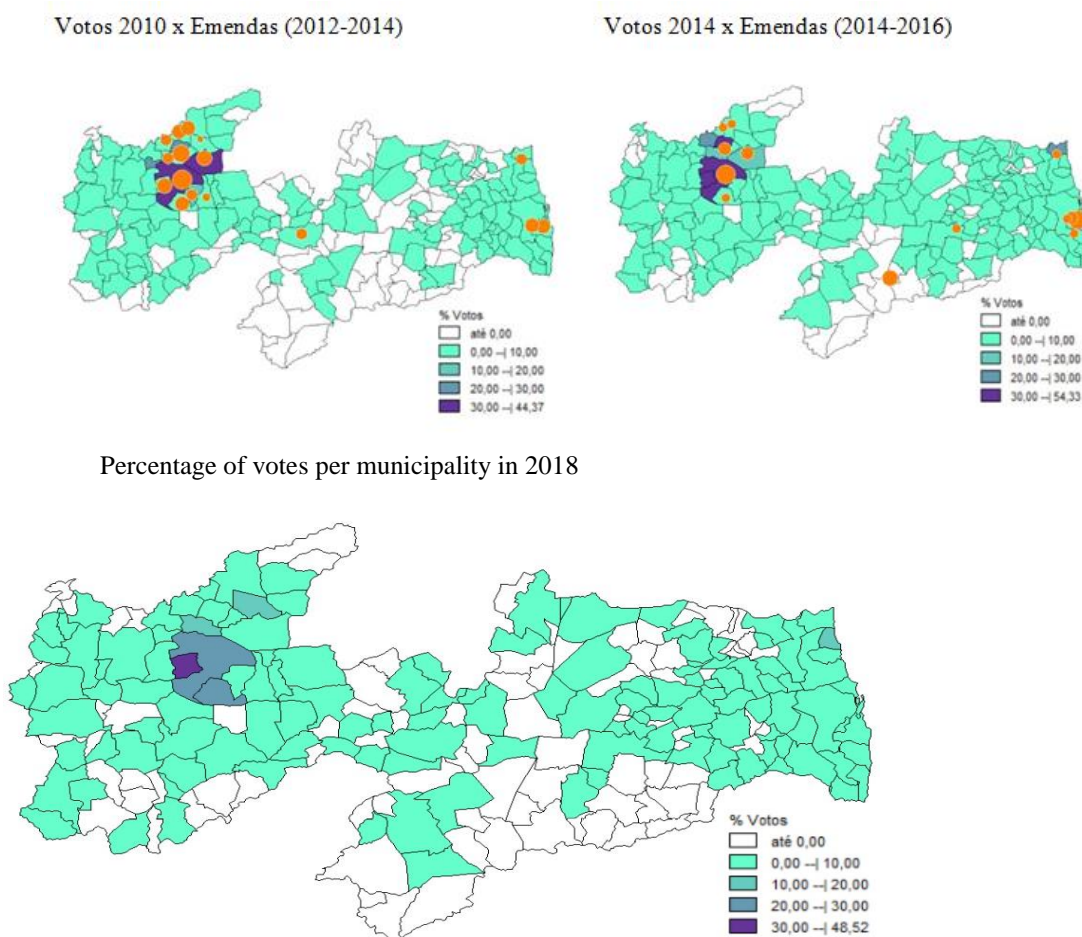 Votos 2010 x Emendas (2012-2014)
Votos 2014 x Emendas (2014-2016)
% Votos
até 0,00
0,00 --| 10,00
10,00 --| 20,00
20,00 --| 30,00
30,00 --| 44,37
% Votos
até 0,00
0,00 --| 10,00
10,00 --| 20,00
20,00 --| 30,00
30,00 --| 54,33
Percentage of votes per municipality in 2018
% Votos
até 0,00
0,00 --| 10,00
10,00 --| 20,00
20,00 --| 30,00
30,00 --| 48,52